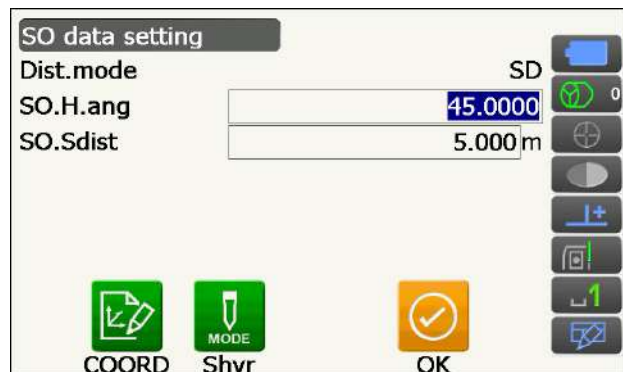 SO data setting
Dist.mode SD
SO.H.ang 45.0000
SO.Sdist 5.000 m
0
1
MODE
COORD Shvr OK